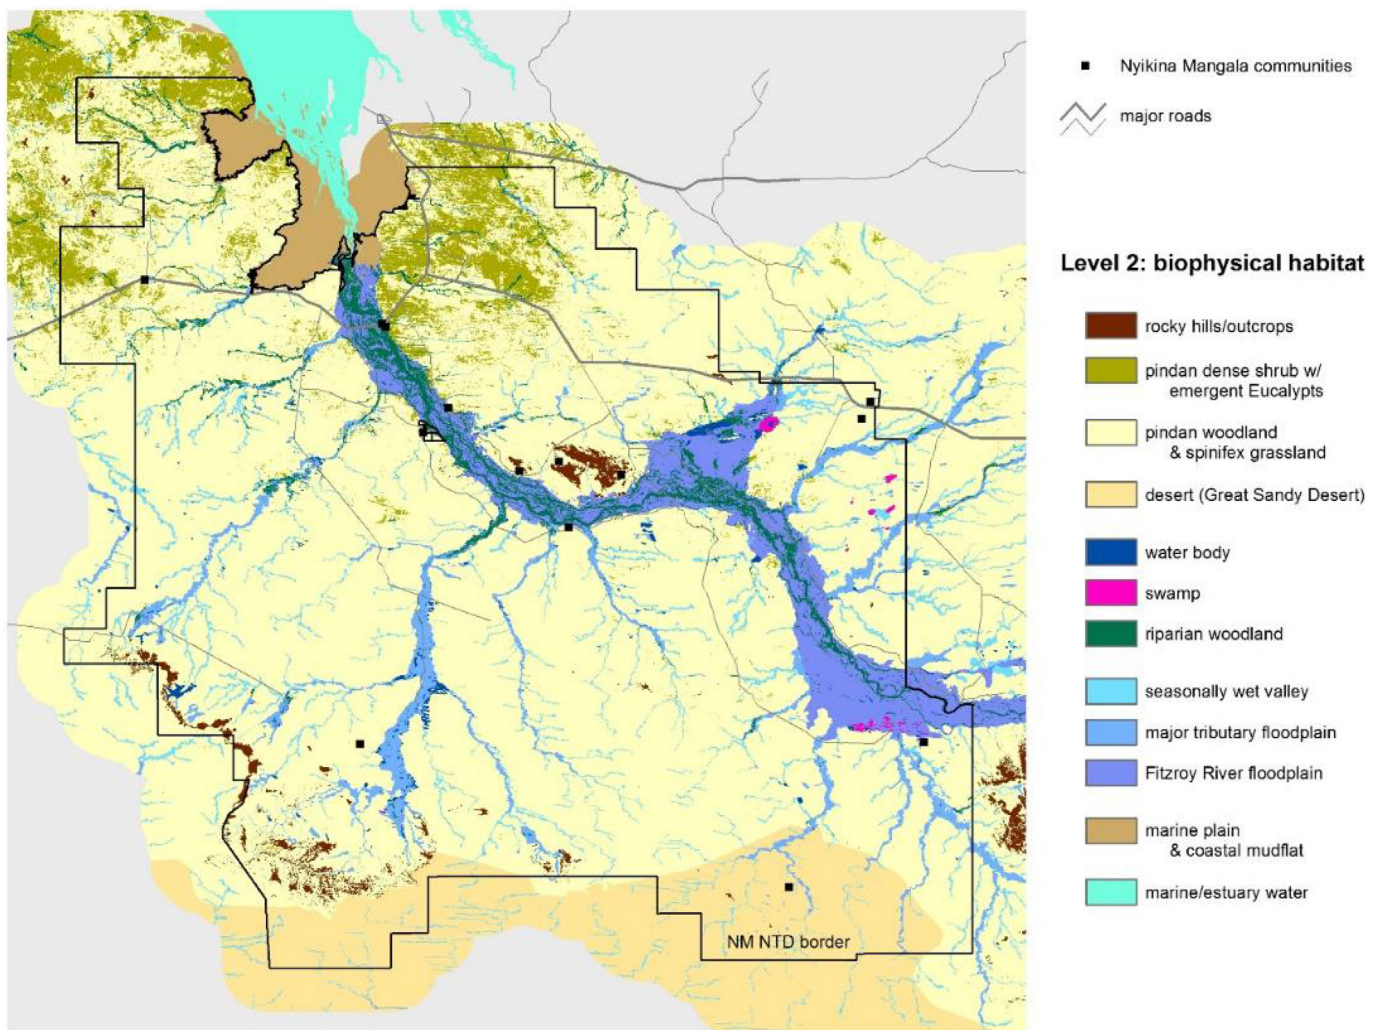 Nyikina Mangala communities
major roads
Level 2: biophysical habitat
rocky hills/outcrops
pindan dense shrub w/
emergent Eucalypts
pindan woodland
& spinifex grassland
desert (Great Sandy Desert)
water body
swamp
riparian woodland
seasonally wet valley
major tributary floodplain
Fitzroy River floodplain
marine plain
& coastal mudflat
marine/estuary water
NM NTD border